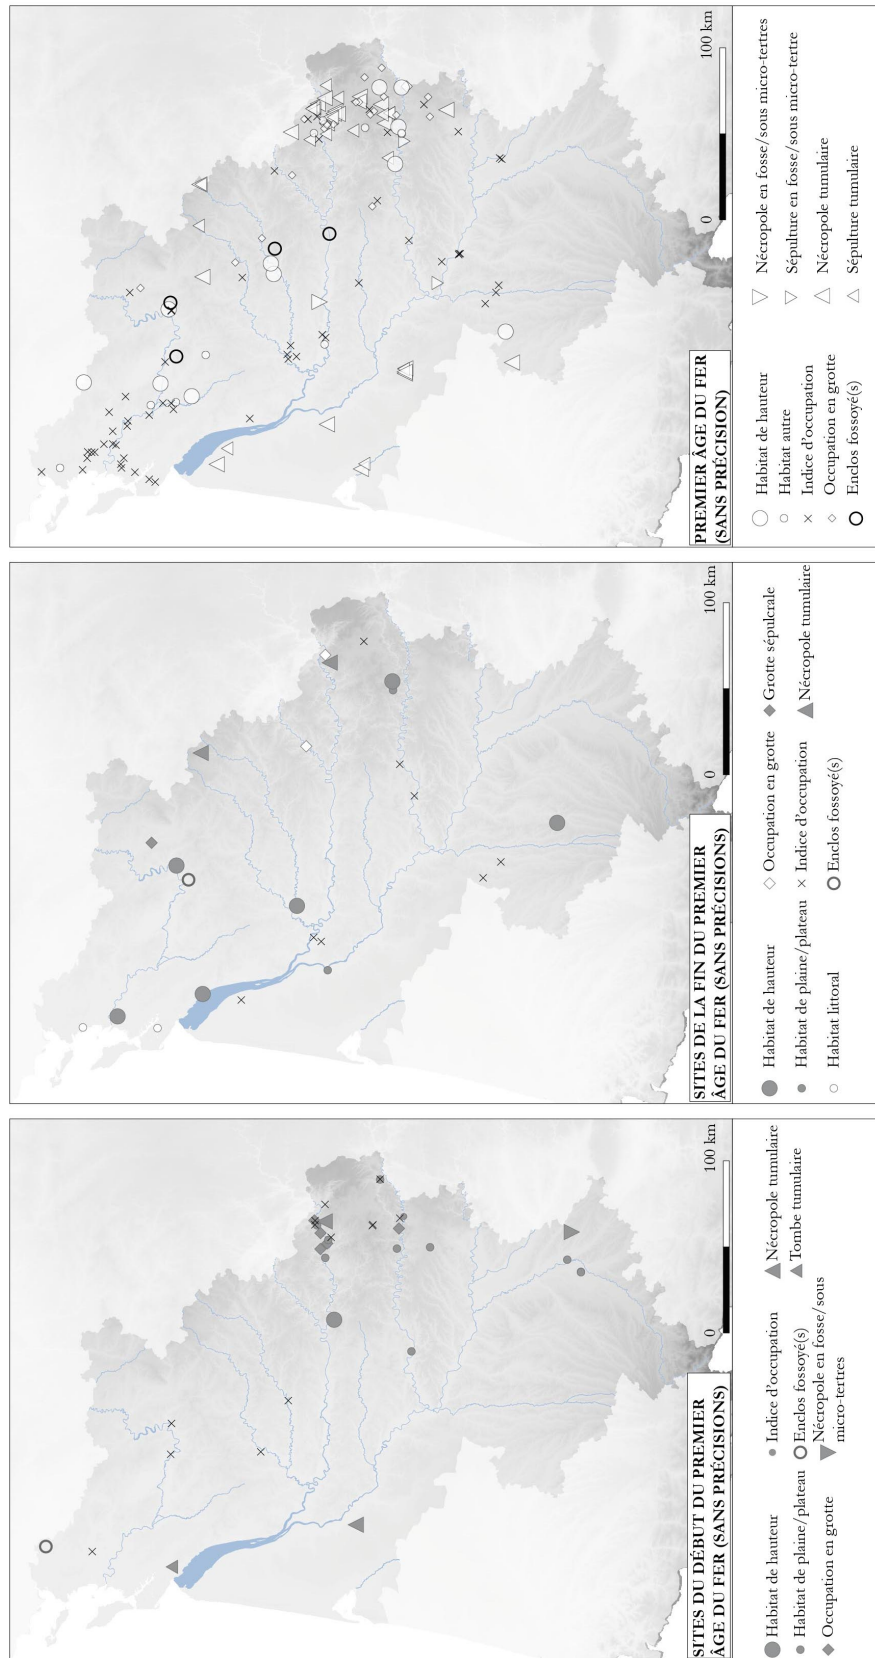 SITES DU DÉBUT DU PREMIER
ÂGE DU FER (SANS PRÉCISIONS)
0 100 km
Habitat de hauteur
Habitat de plaine/plateau
Occupation en grotte
Indice d'occupation
Enclos fossoyé(s)
Nécropole en fosse/sous
micro-tertres
Nécropole tumulaire
Tombe tumulaire
SITES DE LA FIN DU PREMIER
ÂGE DU FER (SANS PRÉCISIONS)
0 100 km
Habitat de hauteur
Habitat de plaine/plateau
Habitat littoral
Occupation en grotte
Indice d'occupation
Enclos fossoyé(s)
Grotte sépulcrale
Nécropole tumulaire
PREMIER ÂGE DU FER
(SANS PRÉCISION)
0 100 km
Habitat de hauteur
Habitat autre
Indice d'occupation
Occupation en grotte
Enclos fossoyé(s)
Nécropole en fosse/sous micro-tertres
Sépulture en fosse/sous micro-tertre
Nécropole tumulaire
Sépulture tumulaire